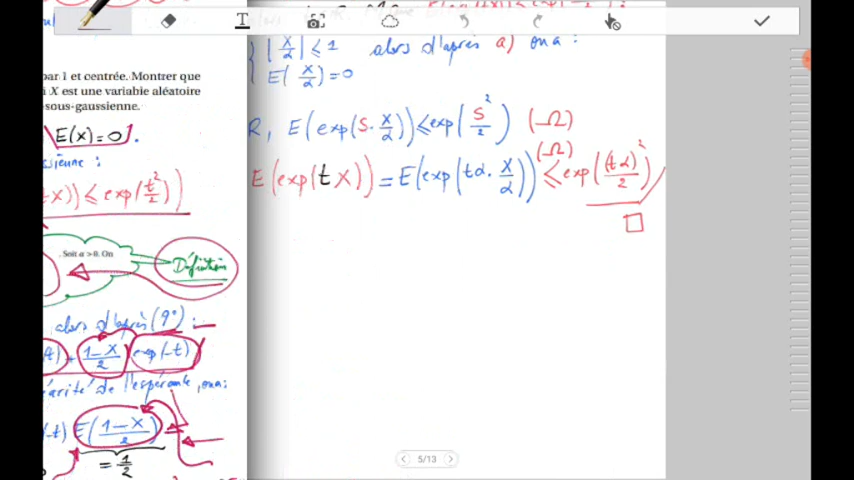 par 1 et centrée. Montrer que
X est une variable aléatoire
-sous-gaussienne.
E(x)=0].
ssienne :
tx)) ≤ exp(t²/2)
. Soit α > 0. On
Définition
alors d'après (9°) :
1-X/2 exp(-t)
arité de l'espérance, ona:
(-t) E(1-X/2)
= 1/2
{ |X/α| ≤ 1 alors d'après a) ona :
E(X/α)=0
R, E(exp(s·X/α)) ≤ exp(s²/2) (Ω)
E(exp(tX)) = E(exp(tα·X/α)) (Ω) ≤ exp((tα)²/2)
□
5/13